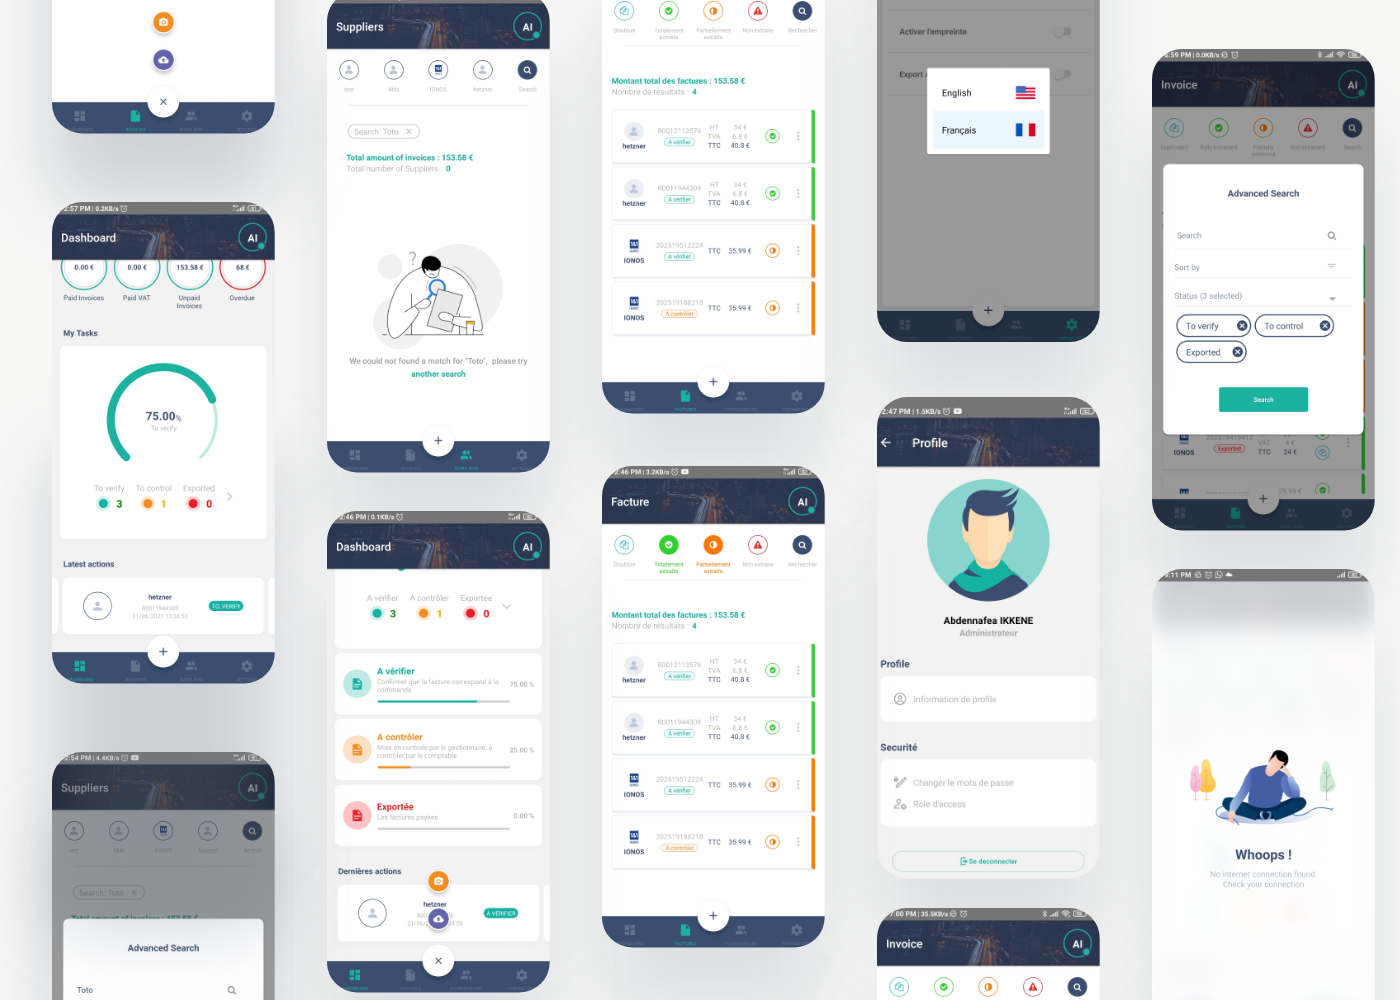 2:57 PM | 0.2KB/s
Dashboard
AI
0.00 €
0.00 €
153.58 €
68 €
Paid Invoices
Paid VAT
Unpaid
Invoices
Overdue
My Tasks
75.00%
To verify
To verify
To control
Exported
3
1
0
Latest actions
hetzner
R0011944309
21/06/2021 13:34:53
TO_VERIFY
+
2:54 PM | 4.4KB/s
Suppliers
AI
test
Mols
IONOS
hetzner
Search
Search: Toto ×
Total amount of invoices : 153.58 €
Advanced Search
Toto
Suppliers
AI
test
Mols
IONOS
hetzner
Search
Search: Toto ×
Total amount of invoices : 153.58 €
Total number of Suppliers : 0
?
We could not found a match for "Toto", please try
another search
+
SUPPLIERS
2:46 PM | 0.1KB/s
Dashboard
AI
A vérifier
A contrôler
Exportée
3
1
0
A vérifier
Confirmer que la facture correspond à la
commande
75.00 %
A contrôler
Mise en controle par le gestionnaire, à
contrôler par le comptable
25.00 %
Exportée
Les factures payées
0.00 %
Dernières actions
hetzner
A VÉRIFIER
×
Doublon
Totalement
extraite
Partiellement
extraite
Non extraite
Rechercher
Montant total des factures : 153.58 €
Nombre de résultats : 4
hetzner
R0012113576
A vérifier
HT 34 €
TVA 6.8 €
TTC 40.8 €
hetzner
R0011944309
A vérifier
HT 34 €
TVA 6.8 €
TTC 40.8 €
IONOS
202519512224
A vérifier
TTC 35.99 €
IONOS
202519188218
A contrôler
TTC 35.99 €
+
FACTURES
2:46 PM | 3.2KB/s
Facture
AI
Doublon
Totalement
extraite
Partiellement
extraite
Non extraite
Rechercher
Montant total des factures : 153.58 €
Nombre de résultats : 4
hetzner
R0012113576
A vérifier
HT 34 €
TVA 6.8 €
TTC 40.8 €
hetzner
R0011944309
A vérifier
HT 34 €
TVA 6.8 €
TTC 40.8 €
IONOS
202519512224
A vérifier
TTC 35.99 €
IONOS
202519188218
A contrôler
TTC 35.99 €
+
FACTURES
Activer l'empreinte
Export
English
Français
+
2:47 PM | 1.5KB/s
Profile
Abdennafea IKKENE
Administrateur
Profile
Information de profile
Securité
Changer le mots de passe
Role d'access
Se deconnecter
7:00 PM | 35.5KB/s
Invoice
AI
5:59 PM | 0.0KB/s
Invoice
AI
Duplicated
Fully extracted
Partially
extracted
Not extracted
Search
Advanced Search
Search
Sort by
Status (3 selected)
To verify
To control
Exported
Search
IONOS
202519419413
Exported
VAT 4 €
TTC 24 €
29.99 €
+
9:11 PM
Whoops !
No internet connection found.
Check your connection